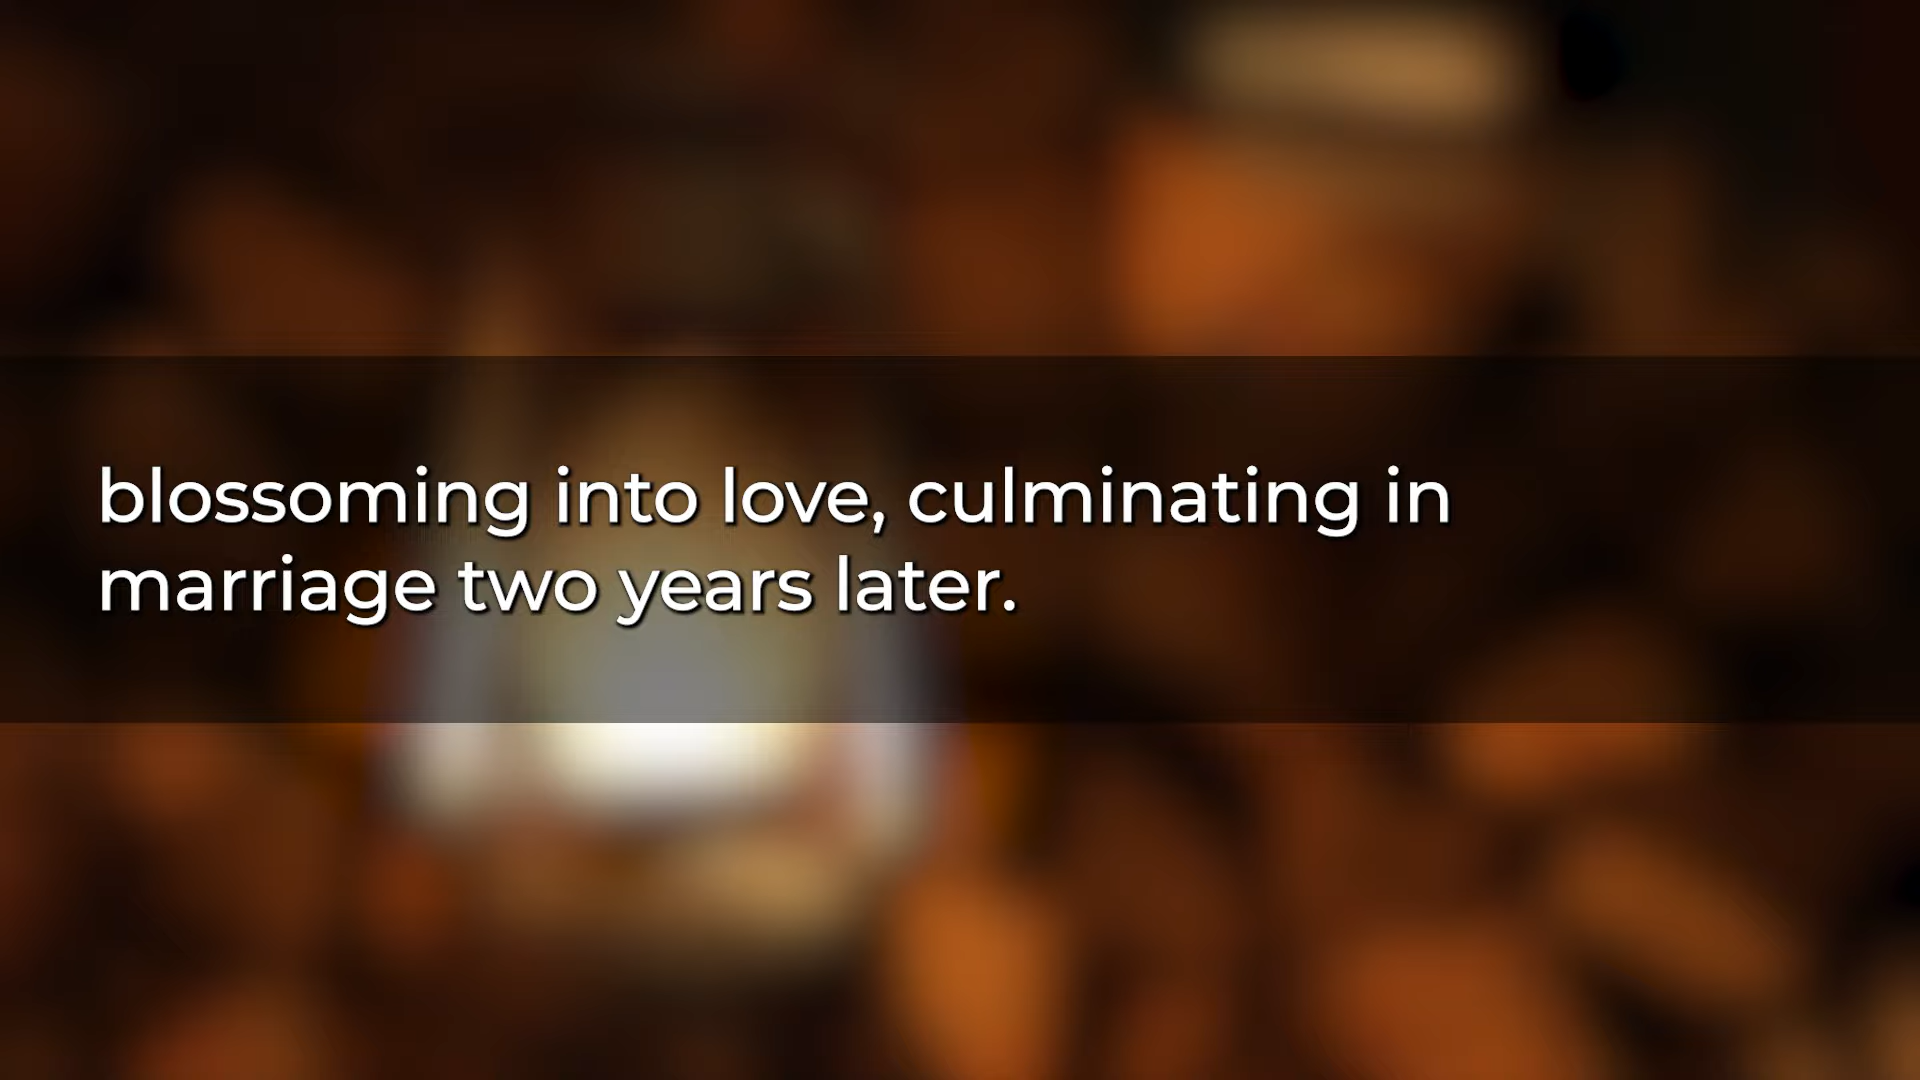 blossoming into love, culminating in
marriage two years later.